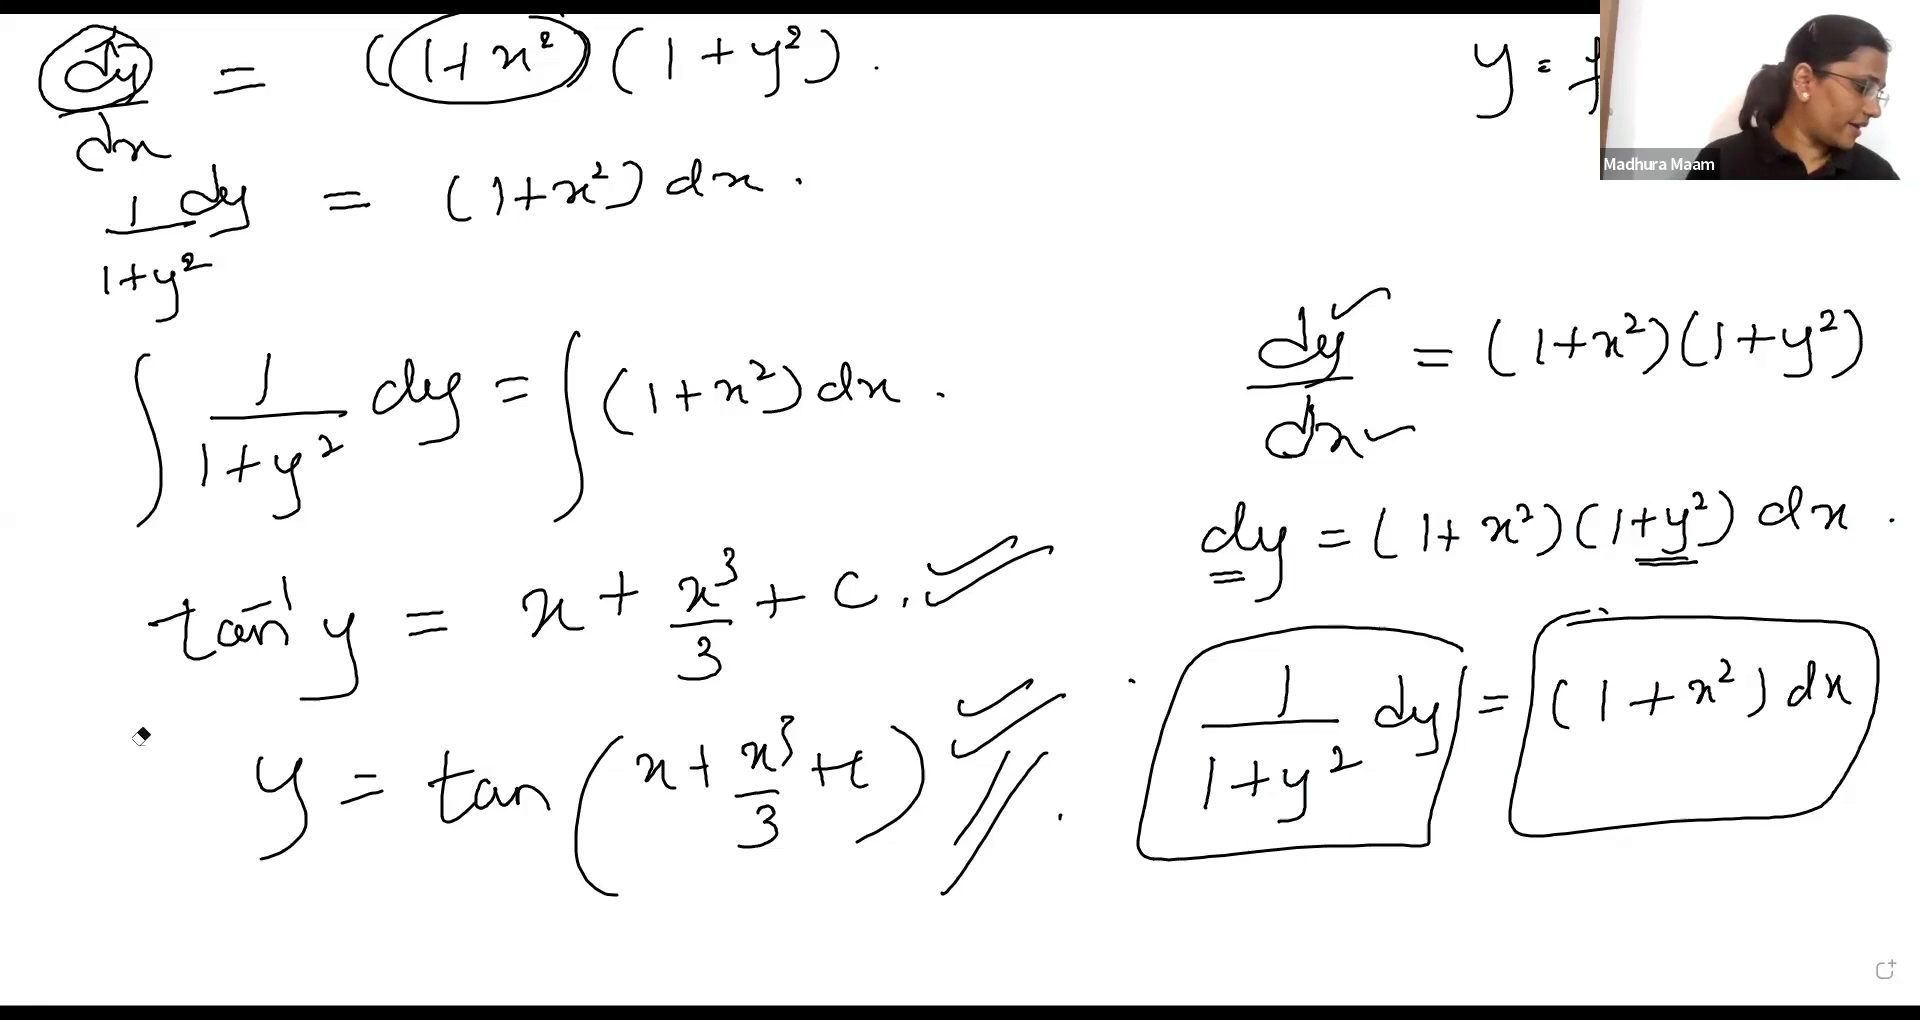 dy/dx = (1+x²)(1+y²).
1/(1+y²) dy = (1+x²) dx.
∫ 1/(1+y²) dy = ∫ (1+x²) dx.
tan⁻¹ y = x + x³/3 + c.
y = tan(x + x³/3 + c).
y =
Madhura Maam
dy/dx = (1+x²)(1+y²)
dy = (1+x²)(1+y²) dx.
1/(1+y²) dy = (1+x²) dx